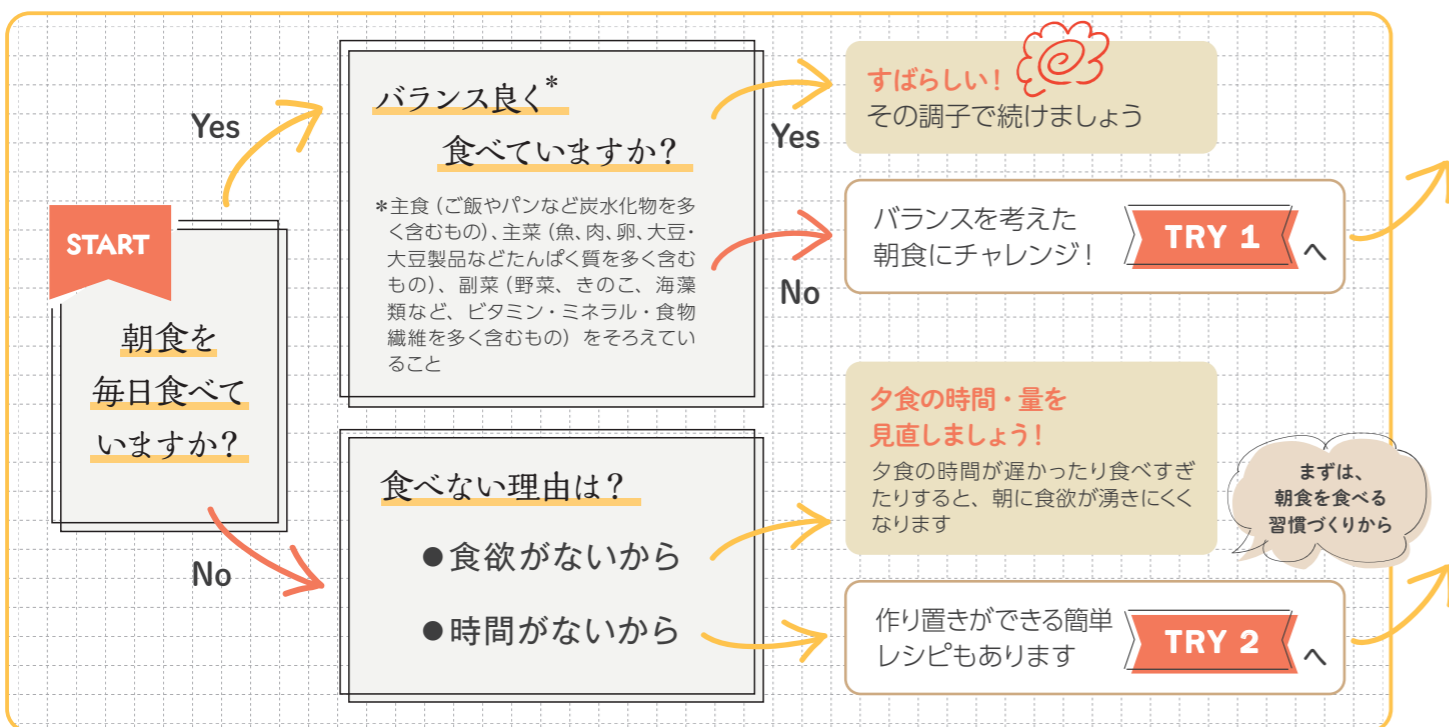 START
朝食を
毎日食べて
いますか？
Yes
No
バランス良く*
食べていますか？
*主食（ご飯やパンなど炭水化物を多
く含むもの）、主菜（魚、肉、卵、大豆・
大豆製品などたんぱく質を多く含む
もの）、副菜（野菜、きのこ、海藻
類など、ビタミン・ミネラル・食物
繊維を多く含むもの）をそろえてい
ること
Yes
No
すばらしい！
その調子で続けましょう
バランスを考えた
朝食にチャレンジ！
TRY 1
へ
食べない理由は？
●食欲がないから
●時間がないから
夕食の時間・量を
見直しましょう！
夕食の時間が遅かったり食べすぎ
たりすると、朝に食欲が湧きにくく
なります
まずは、
朝食を食べる
習慣づくりから
作り置きができる簡単
レシピもあります
TRY 2
へ